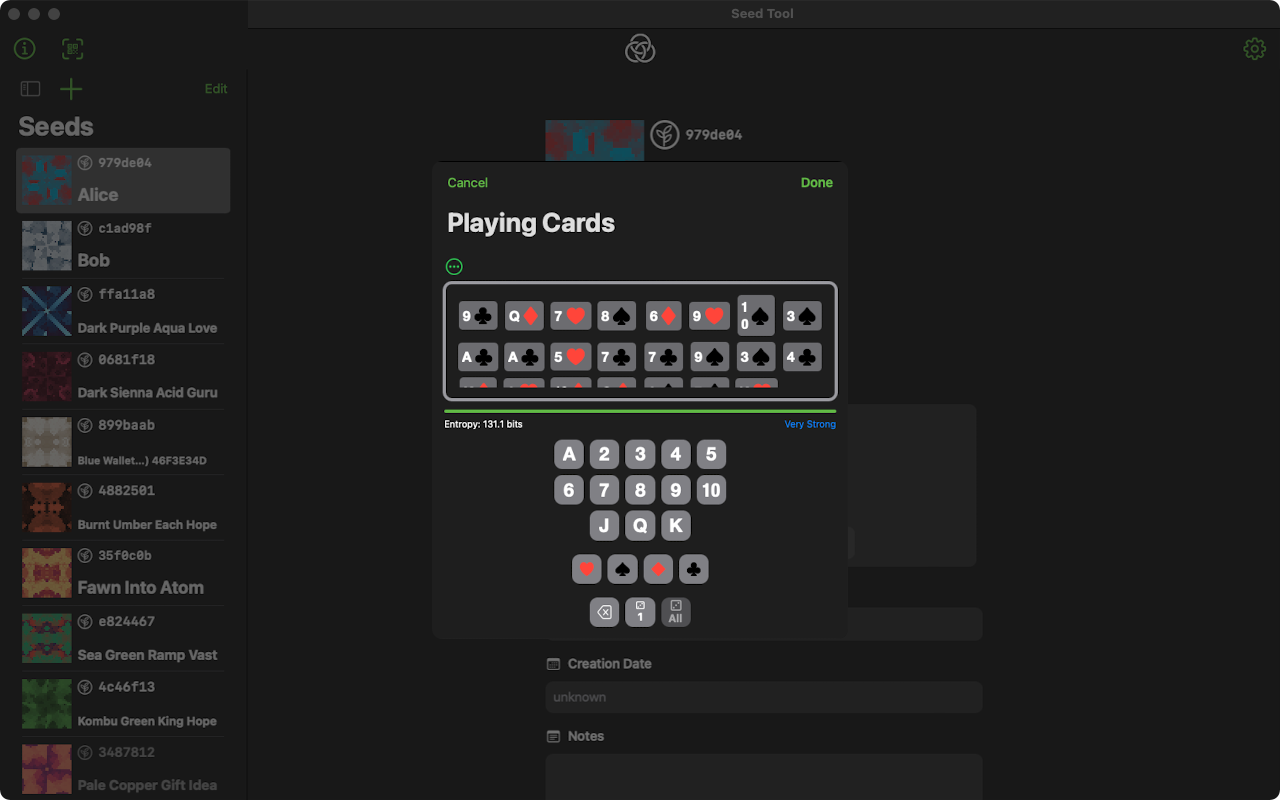 Seed Tool
Edit
Seeds
979de04
Alice
c1ad98f
Bob
ffa11a8
Dark Purple Aqua Love
0681f18
Dark Sienna Acid Guru
899baab
Blue Wallet...) 46F3E34D
4882501
Burnt Umber Each Hope
35f0c0b
Fawn Into Atom
e824467
Sea Green Ramp Vast
4c46f13
Kombu Green King Hope
3487812
Pale Copper Gift Idea
979de04
Cancel
Done
Playing Cards
9♣ Q♦ 7♥ 8♠ 6♦ 9♥ 10♠ 3♠
A♣ A♣ 5♥ 7♣ 7♣ 9♠ 3♠ 4♣
Entropy: 131.1 bits
Very Strong
A 2 3 4 5
6 7 8 9 10
J Q K
♥ ♠ ♦ ♣
1 All
Creation Date
unknown
Notes